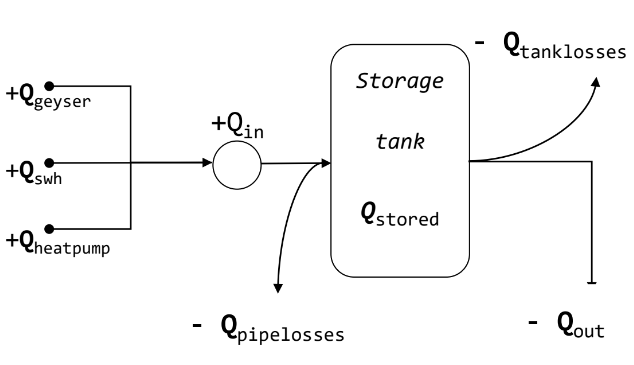 - Qtanklosses
Storage
+Qgeyser
+Qin
tank
+Qswh
Qstored
+Qheatpump
- Qpipelosses
- Qout